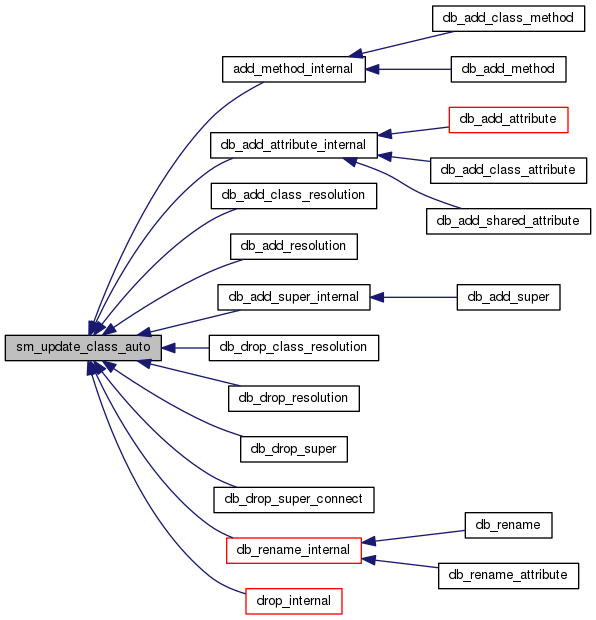 db_add_class_method
add_method_internal
db_add_method
db_add_attribute
db_add_attribute_internal
db_add_class_attribute
db_add_class_resolution
db_add_shared_attribute
db_add_resolution
db_add_super_internal
db_add_super
sm_update_class_auto
db_drop_class_resolution
db_drop_resolution
db_drop_super
db_drop_super_connect
db_rename
db_rename_internal
db_rename_attribute
drop_internal